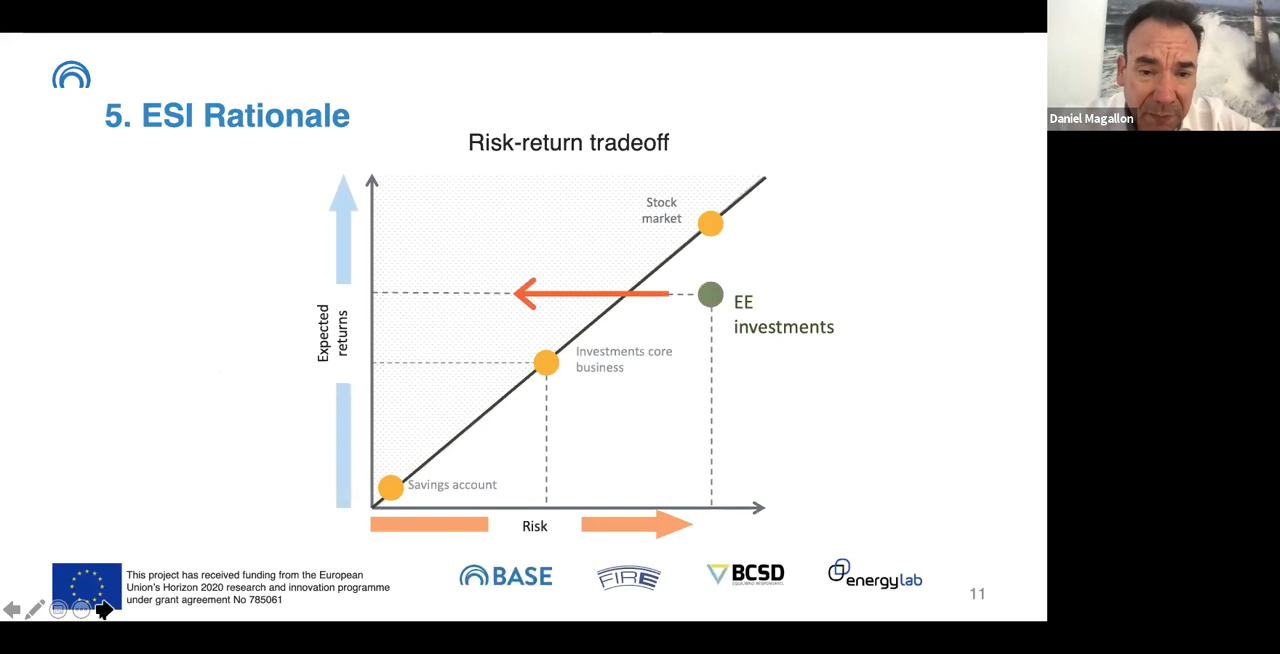 5. ESI Rationale
Risk-return tradeoff
Stock
market
EE
investments
Expected
returns
Investments core
business
Savings account
Risk
This project has received funding from the European
Union's Horizon 2020 research and innovation programme
under grant agreement No 785061
BASE
FIRE
BCSD
energylab
11
Daniel Magallon